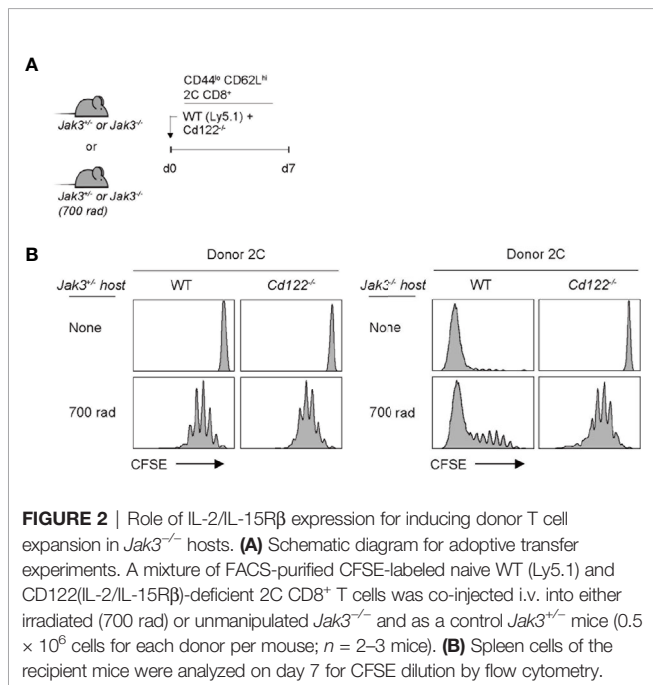 A
Jak3+/- or Jak3-/-
or
Jak3+/- or Jak3-/-
(700 rad)
CD44lo CD62Lhi
2C CD8+
WT (Ly5.1) +
Cd122-/-
d0
d7
B
Donor 2C
Jak3+/- host
WT
Cd122-/-
None
700 rad
CFSE
Donor 2C
Jak3-/- host
WT
Cd122-/-
None
700 rad
CFSE
CFSE
FIGURE 2 | Role of IL-2/IL-15Rβ expression for inducing donor T cell
expansion in Jak3−/− hosts. (A) Schematic diagram for adoptive transfer
experiments. A mixture of FACS-purified CFSE-labeled naive WT (Ly5.1) and
CD122(IL-2/IL-15Rβ)-deficient 2C CD8+ T cells was co-injected i.v. into either
irradiated (700 rad) or unmanipulated Jak3−/− and as a control Jak3+/− mice (0.5
× 106 cells for each donor per mouse; n = 2–3 mice). (B) Spleen cells of the
recipient mice were analyzed on day 7 for CFSE dilution by flow cytometry.